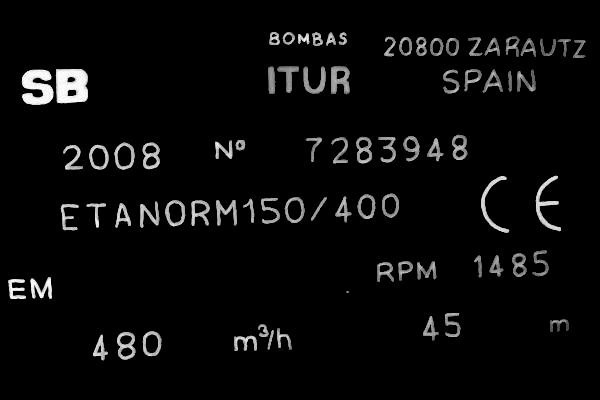 BOMBAS 20800 ZARAUTZ
SB ITUR SPAIN
2008 Nº 7283948
ETANORM150/400 CE
RPM 1485
EM
480 m³/h 45 m